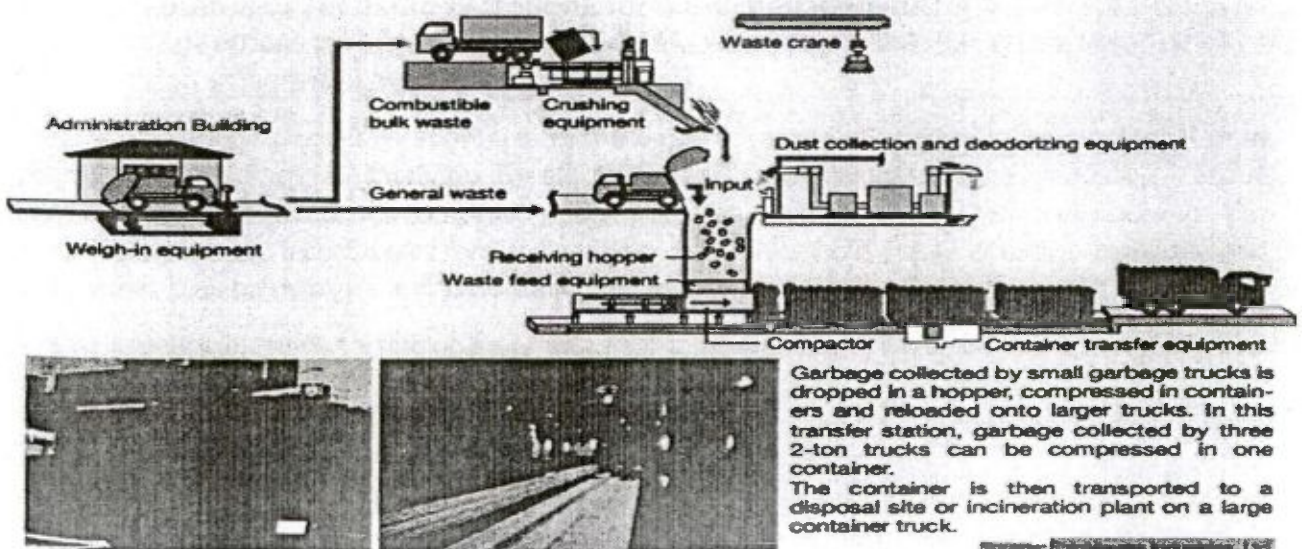 Waste crane
Combustible
bulk waste
Crushing
equipment
Administration Building
Dust collection and deodorizing equipment
General waste
Input
Weigh-in equipment
Receiving hopper
Waste feed equipment
Compactor
Container transfer equipment
Garbage collected by small garbage trucks is
dropped in a hopper, compressed in contain-
ers and reloaded onto larger trucks. In this
transfer station, garbage collected by three
2-ton trucks can be compressed in one
container.
The container is then transported to a
disposal site or incineration plant on a large
container truck.